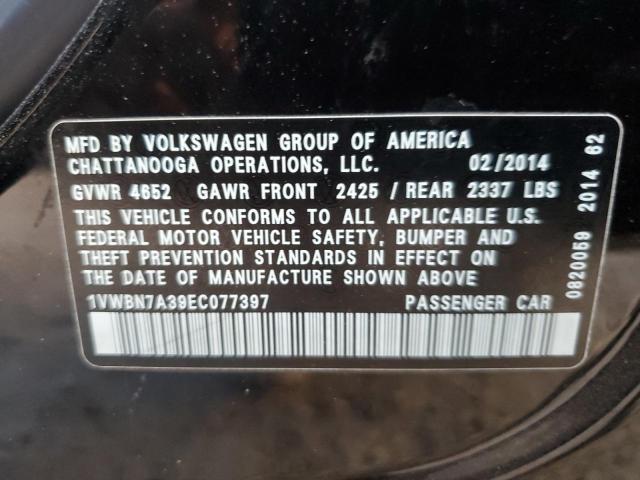 MFD BY VOLKSWAGEN GROUP OF AMERICA
CHATTANOOGA OPERATIONS, LLC. 02/2014
GVWR 4652 GAWR FRONT 2425 / REAR 2337 LBS
THIS VEHICLE CONFORMS TO ALL APPLICABLE U.S.
FEDERAL MOTOR VEHICLE SAFETY, BUMPER AND
THEFT PREVENTION STANDARDS IN EFFECT ON
THE DATE OF MANUFACTURE SHOWN ABOVE
1VWBN7A39EC077397 PASSENGER CAR
0820059 2014 62